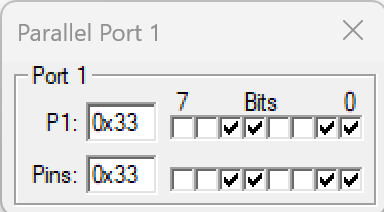 Parallel Port 1
Port 1
7 Bits 0
P1: 0x33
Pins: 0x33